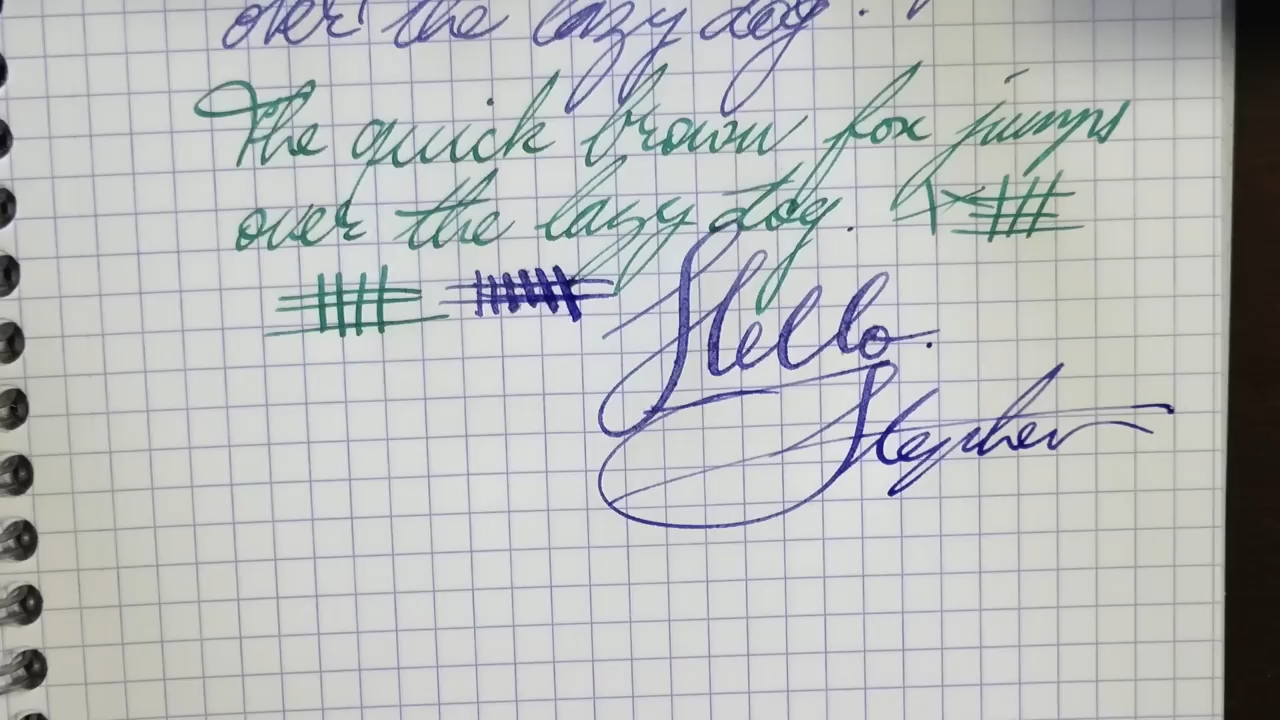 over the lazy dog.
The quick brown fox jumps
over the lazy dog.
Hello.
Stephen